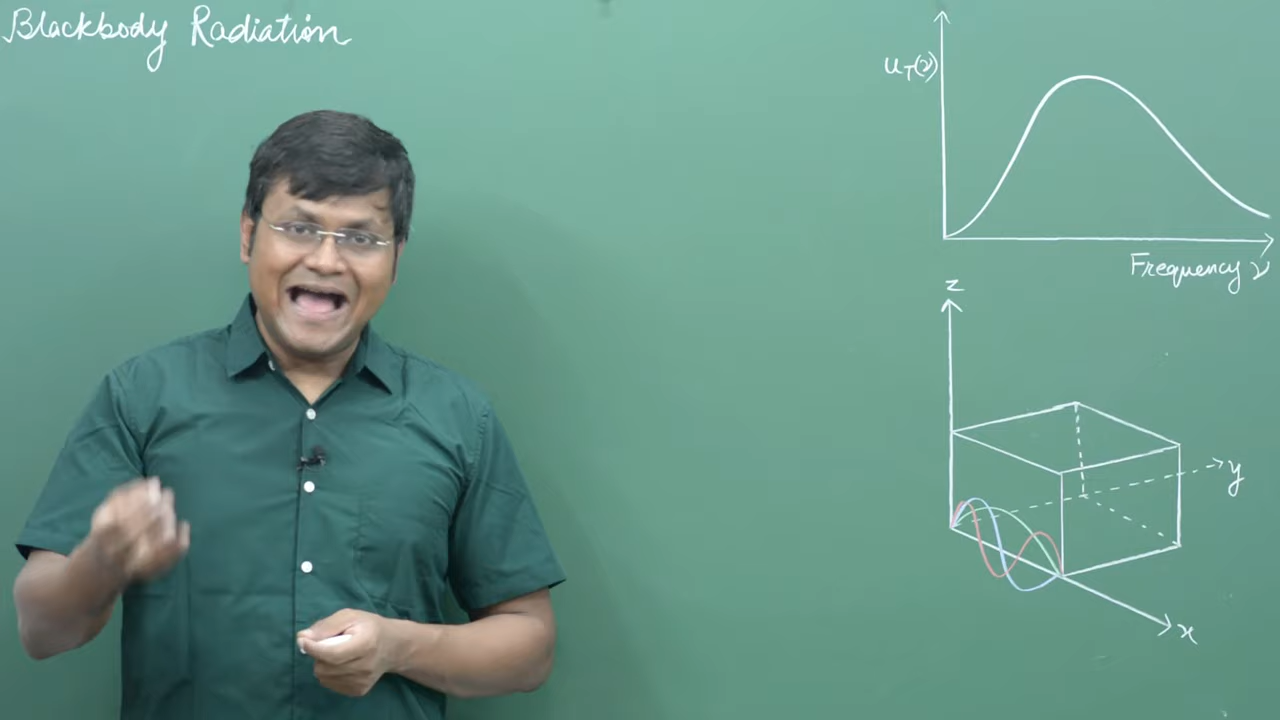 Blackbody Radiation
u_T(ν)
Frequency ν
z
y
x